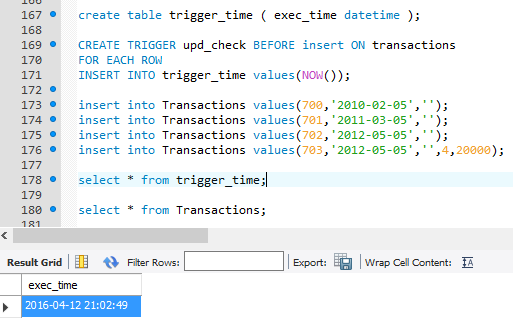 166
167 create table trigger_time ( exec_time datetime );
168
169 CREATE TRIGGER upd_check BEFORE insert ON transactions
170 FOR EACH ROW
171 INSERT INTO trigger_time values(NOW());
172
173 insert into Transactions values(700,'2010-02-05','');
174 insert into Transactions values(701,'2011-03-05','');
175 insert into Transactions values(702,'2012-05-05','');
176 insert into Transactions values(703,'2012-05-05','',4,20000);
177
178 select * from trigger_time;
179
180 select * from Transactions;
181
Result Grid Filter Rows: Export: Wrap Cell Content: IA
exec_time
2016-04-12 21:02:49